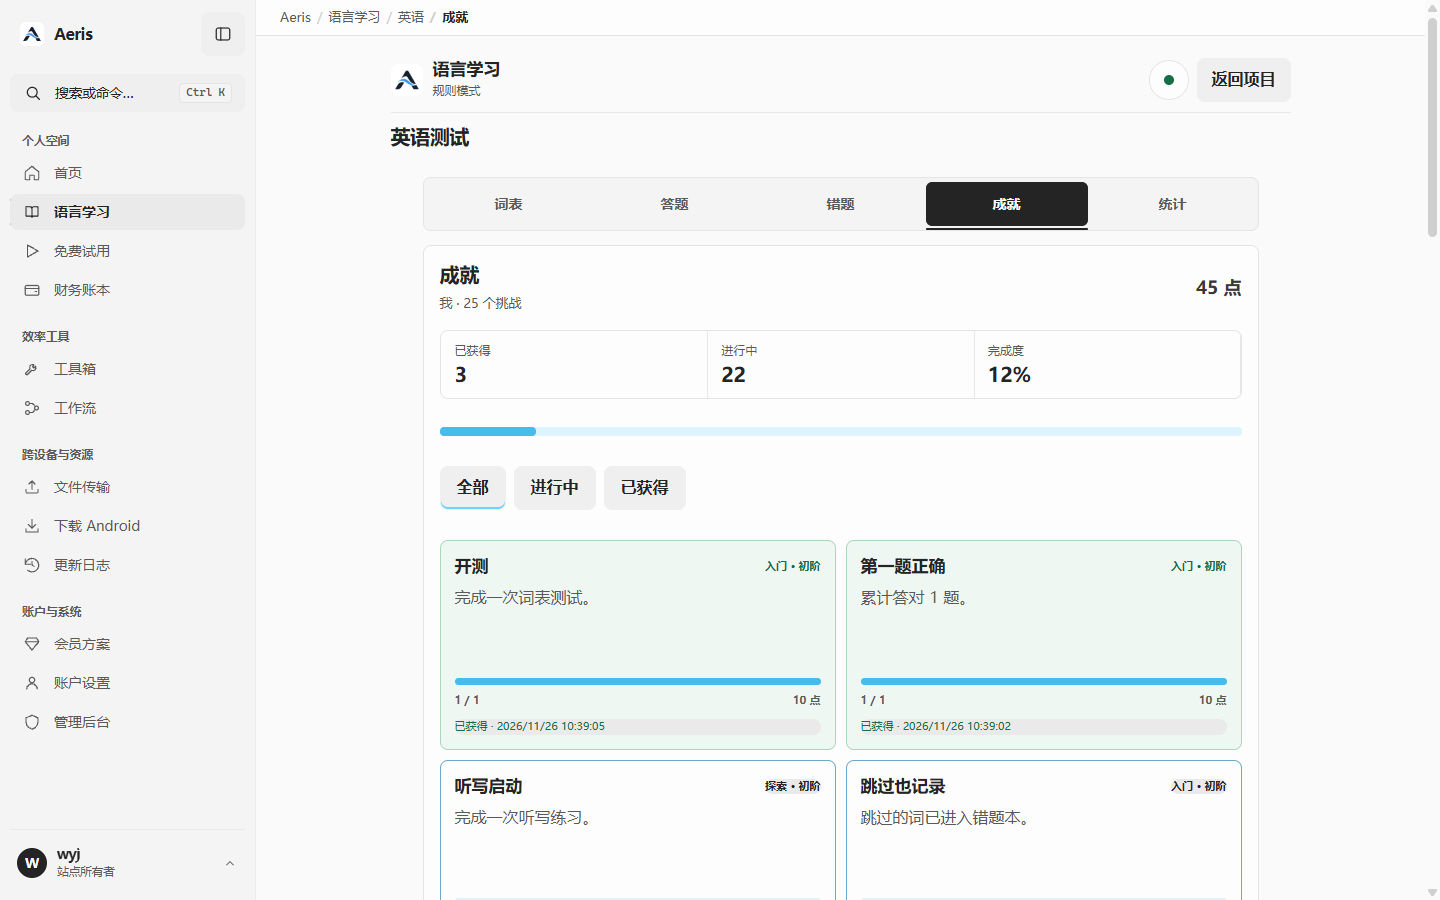 Aeris
搜索或命令...
Ctrl K
个人空间
首页
语言学习
免费试用
财务账本
效率工具
工具箱
工作流
跨设备与资源
文件传输
下载 Android
更新日志
账户与系统
会员方案
账户设置
管理后台
W
wyj
站点所有者
Aeris / 语言学习 / 英语 / 成就
语言学习
规则模式
返回项目
英语测试
词表
答题
错题
成就
统计
成就
我 · 25 个挑战
45 点
已获得
3
进行中
22
完成度
12%
全部
进行中
已获得
开测
入门 • 初阶
完成一次词表测试。
1 / 1
10 点
已获得 · 2026/11/26 10:39:05
第一题正确
入门 • 初阶
累计答对 1 题。
1 / 1
10 点
已获得 · 2026/11/26 10:39:02
听写启动
探索 • 初阶
完成一次听写练习。
跳过也记录
入门 • 初阶
跳过的词已进入错题本。